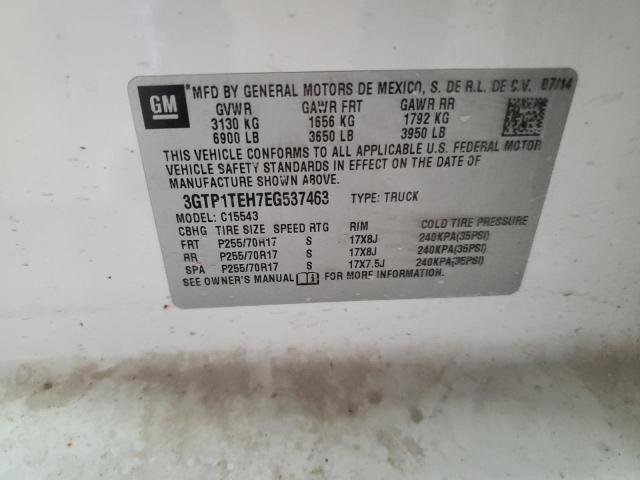 GM
*MFD BY GENERAL MOTORS DE MEXICO, S. DE R.L. DE C.V. 07/14
GVWR GAWR FRT GAWR RR
3130 KG 1656 KG 1792 KG
6900 LB 3650 LB 3950 LB
THIS VEHICLE CONFORMS TO ALL APPLICABLE U.S. FEDERAL MOTOR
VEHICLE SAFETY STANDARDS IN EFFECT ON THE DATE OF
MANUFACTURE SHOWN ABOVE.
3GTP1TEH7EG537463 TYPE: TRUCK
MODEL: C15543
CBHG TIRE SIZE SPEED RTG RIM COLD TIRE PRESSURE
FRT P255/70R17 S 17X8J 240KPA(35PSI)
RR P255/70R17 S 17X8J 240KPA(35PSI)
SPA P255/70R17 S 17X7.5J 240KPA(35PSI)
SEE OWNER'S MANUAL FOR MORE INFORMATION.